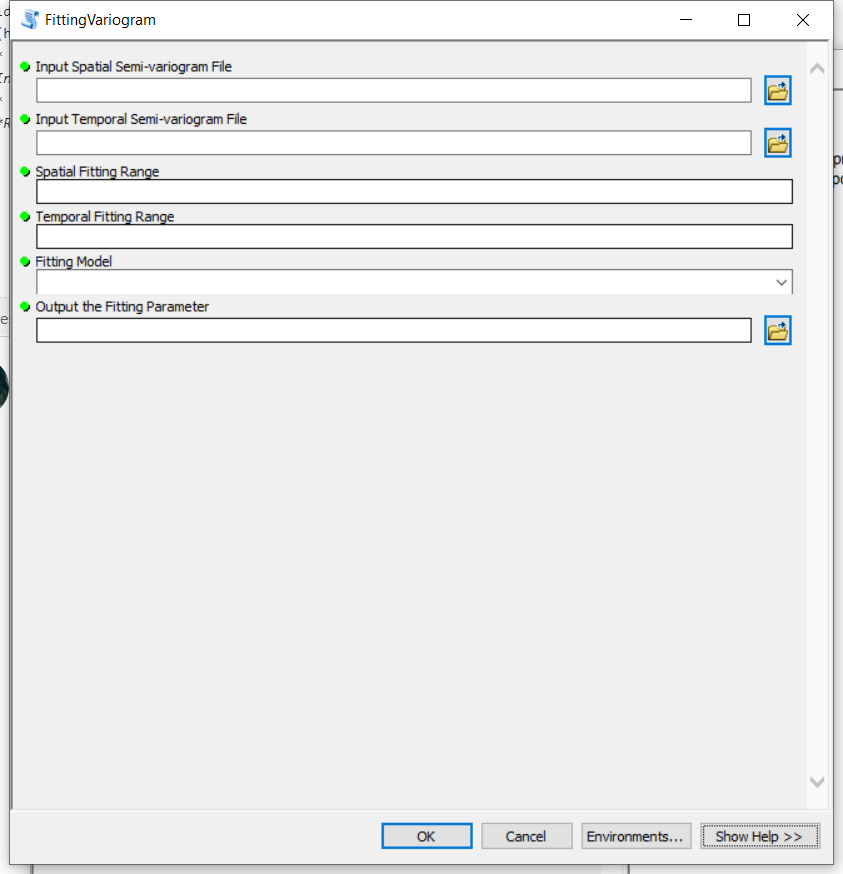 FittingVariogram
Input Spatial Semi-variogram File
Input Temporal Semi-variogram File
Spatial Fitting Range
Temporal Fitting Range
Fitting Model
Output the Fitting Parameter
OK
Cancel
Environments...
Show Help >>